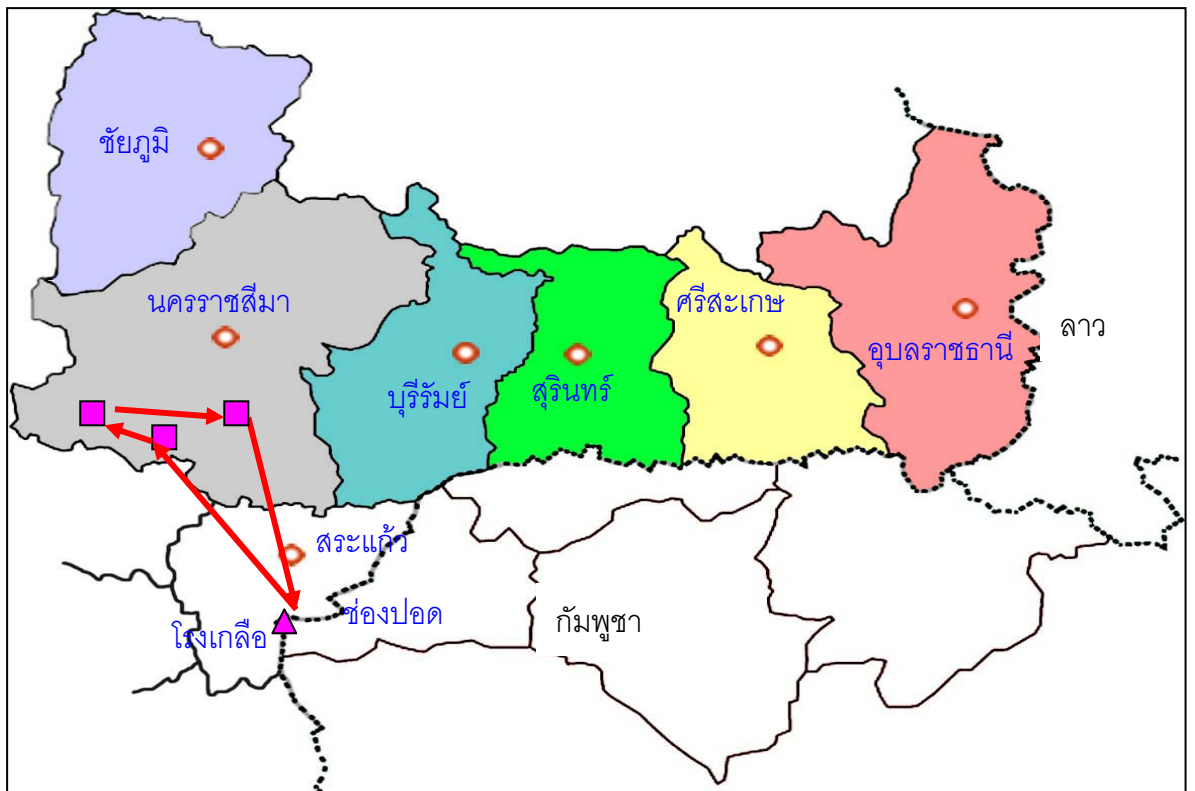 ชัยภูมิ
นครราชสีมา
ศรีสะเกษ
ลาว
อุบลราชธานี
บุรีรัมย์
สุรินทร์
สระแก้ว
ช่องปอด
กัมพูชา
โรงเกลือ